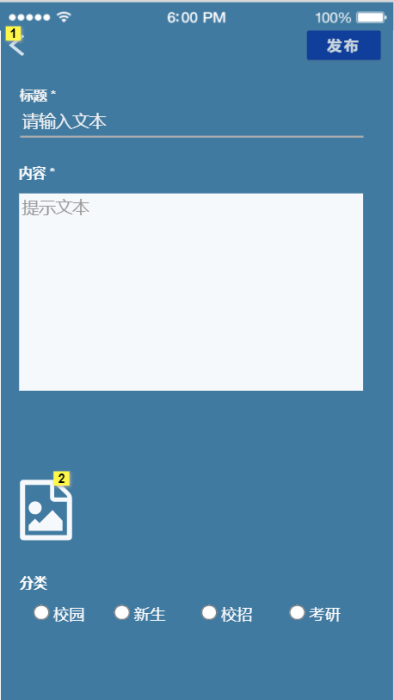 6:00 PM 100%
1
发布
标题 *
请输入文本
内容 *
提示文本
2
分类
校园 新生 校招 考研